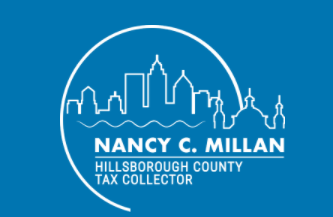 NANCY C. MILLAN
HILLSBOROUGH COUNTY
TAX COLLECTOR